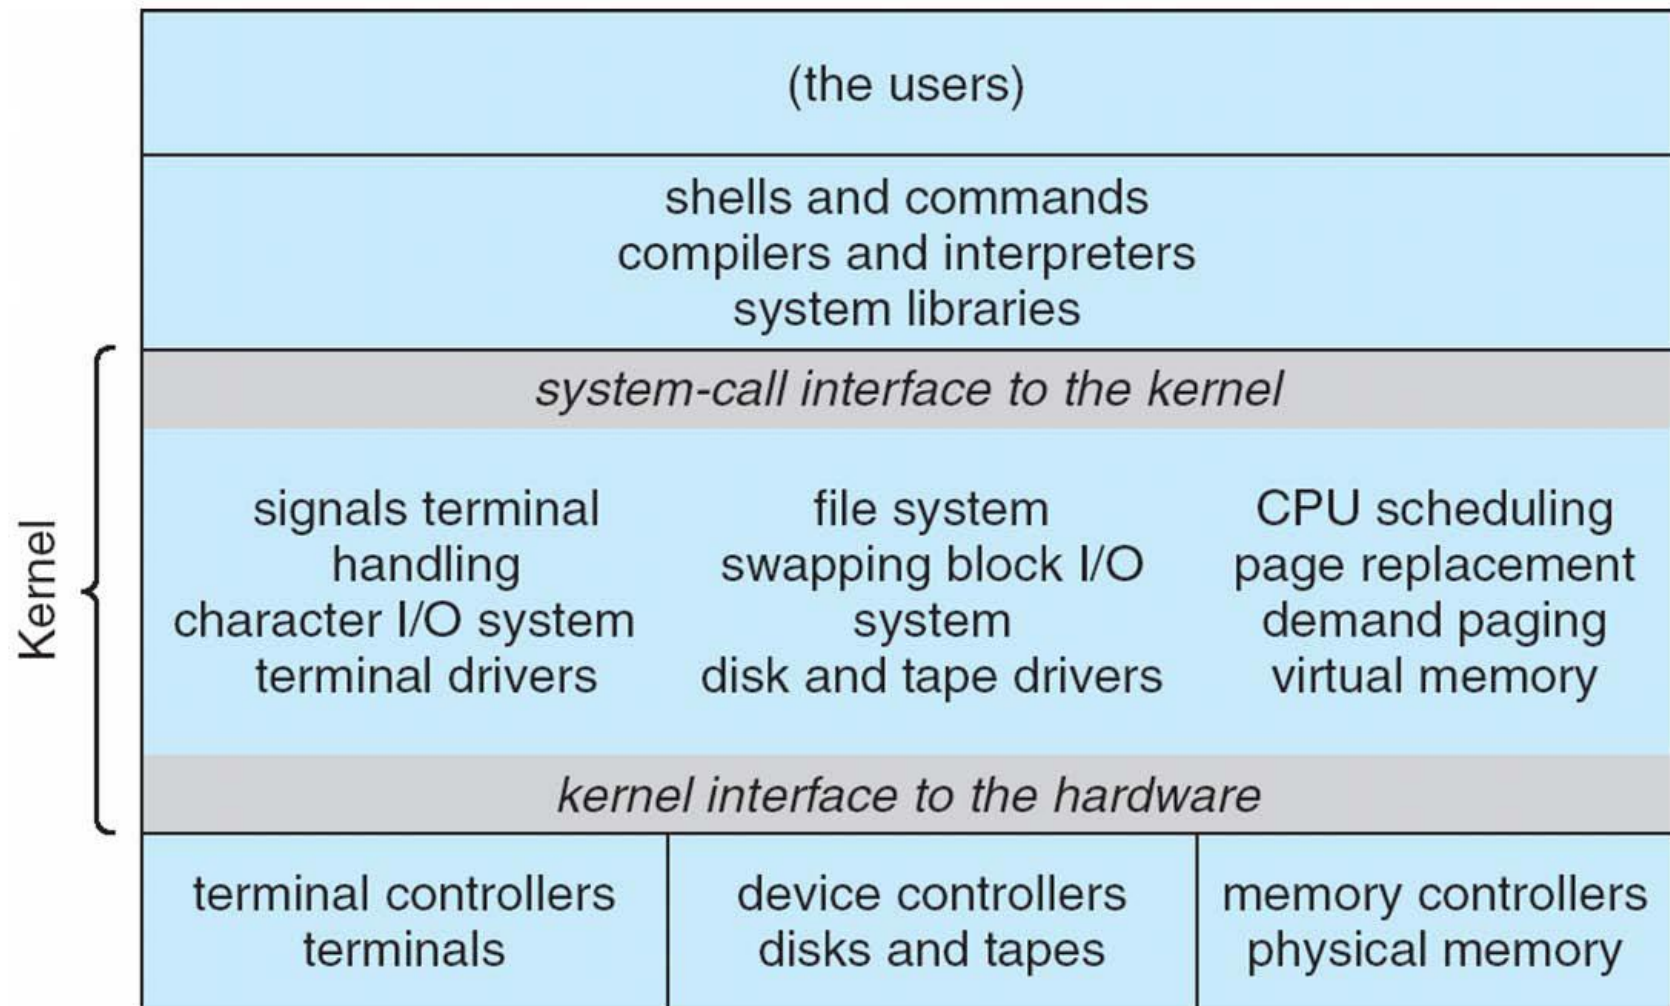 (the users)
shells and commands
compilers and interpreters
system libraries
Kernel
system-call interface to the kernel
signals terminal
handling
character I/O system
terminal drivers
file system
swapping block I/O
system
disk and tape drivers
CPU scheduling
page replacement
demand paging
virtual memory
kernel interface to the hardware
terminal controllers
terminals
device controllers
disks and tapes
memory controllers
physical memory